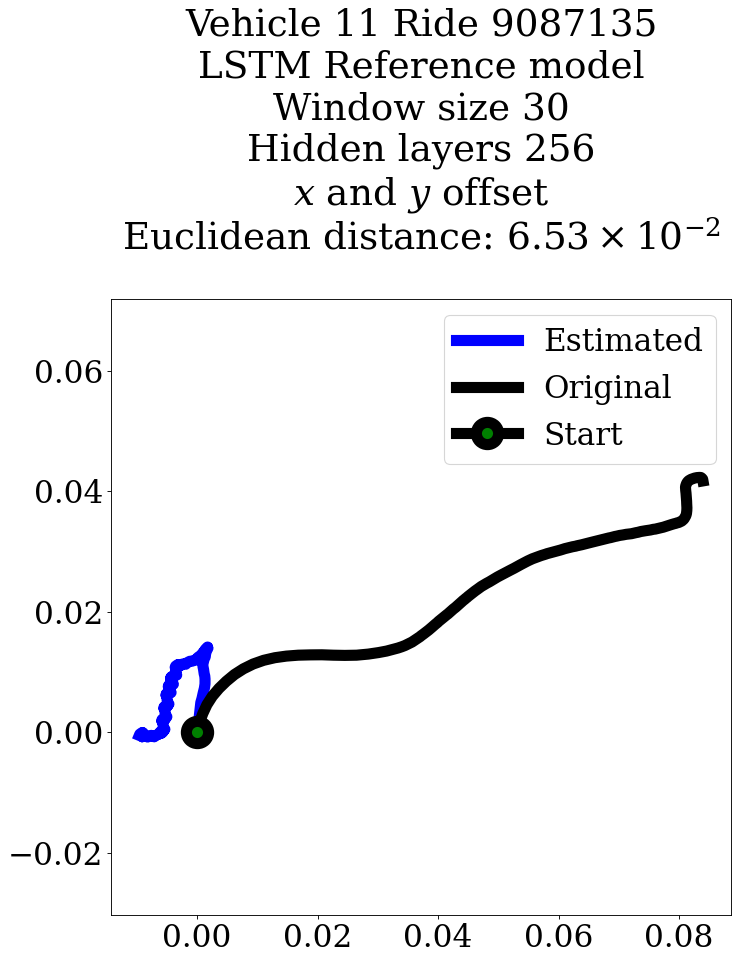 Vehicle 11 Ride 9087135
LSTM Reference model
Window size 30
Hidden layers 256
x and y offset
Euclidean distance: 6.53 × 10⁻²
Estimated
Original
Start
0.06
0.04
0.02
0.00
−0.02
0.00 0.02 0.04 0.06 0.08